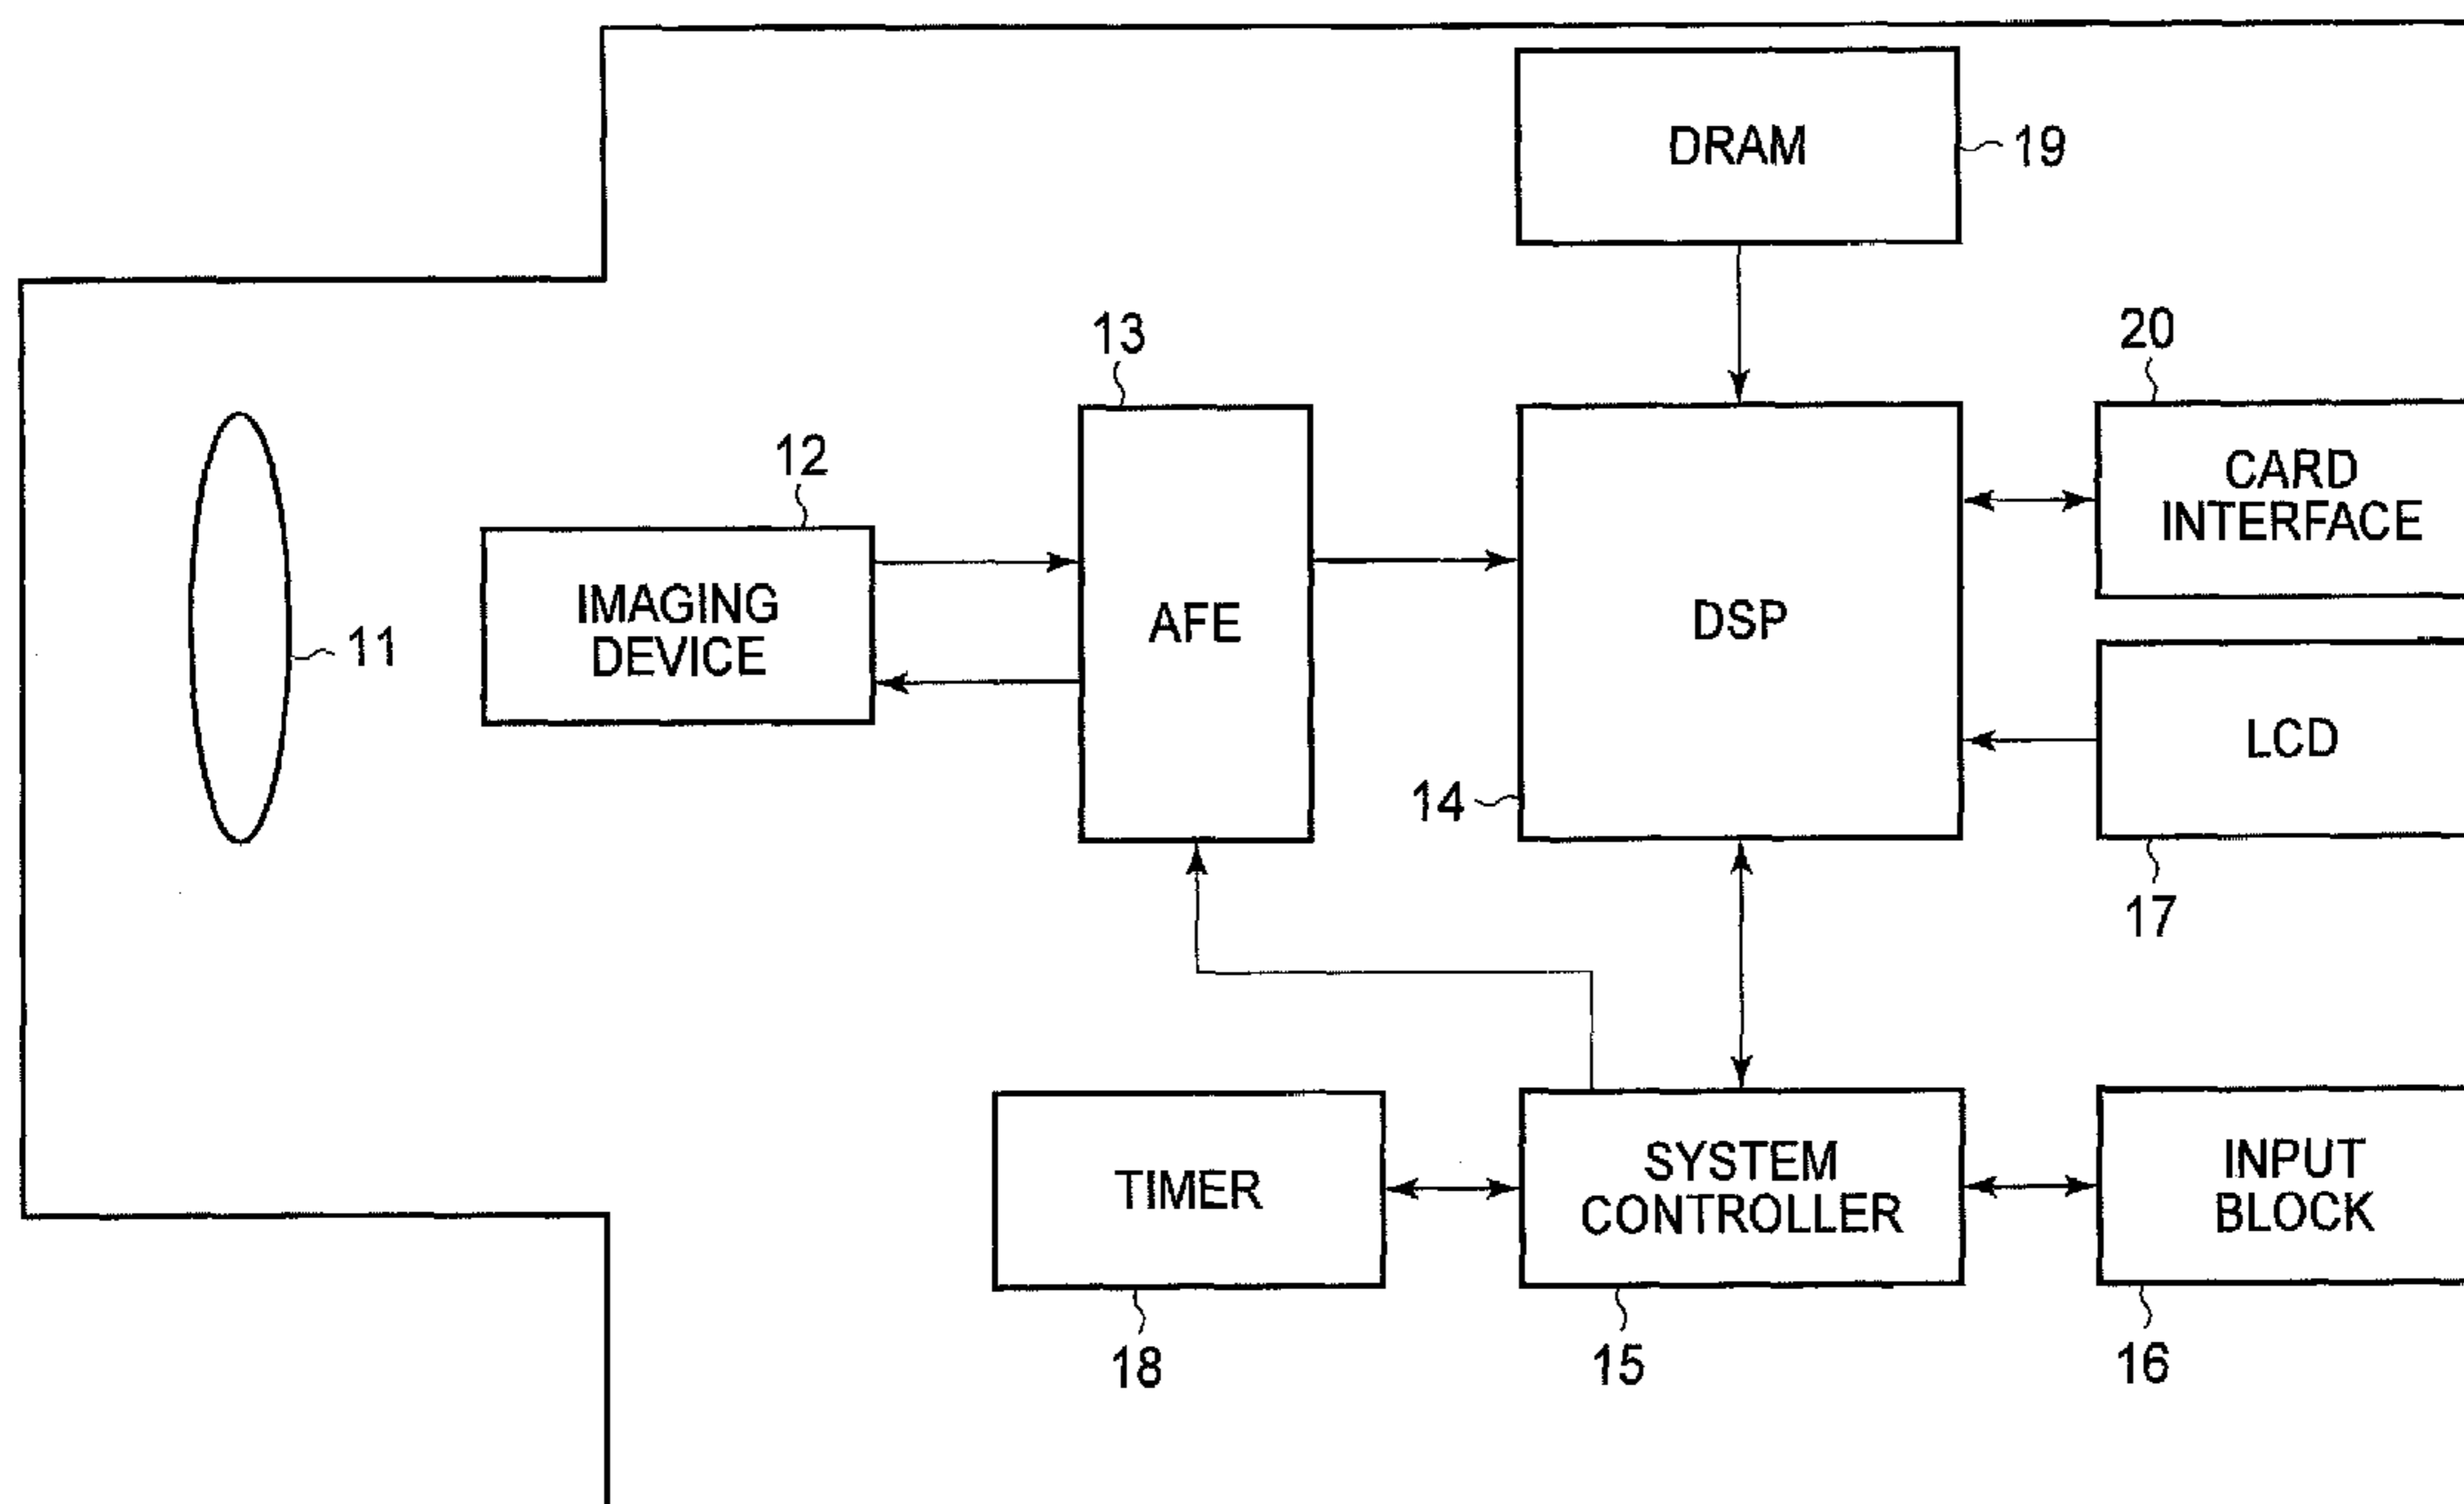 DRAM
19
13
20
12
CARD
INTERFACE
IMAGING
DEVICE
11
AFE
DSP
14
LCD
17
TIMER
SYSTEM
CONTROLLER
INPUT
BLOCK
18
15
16